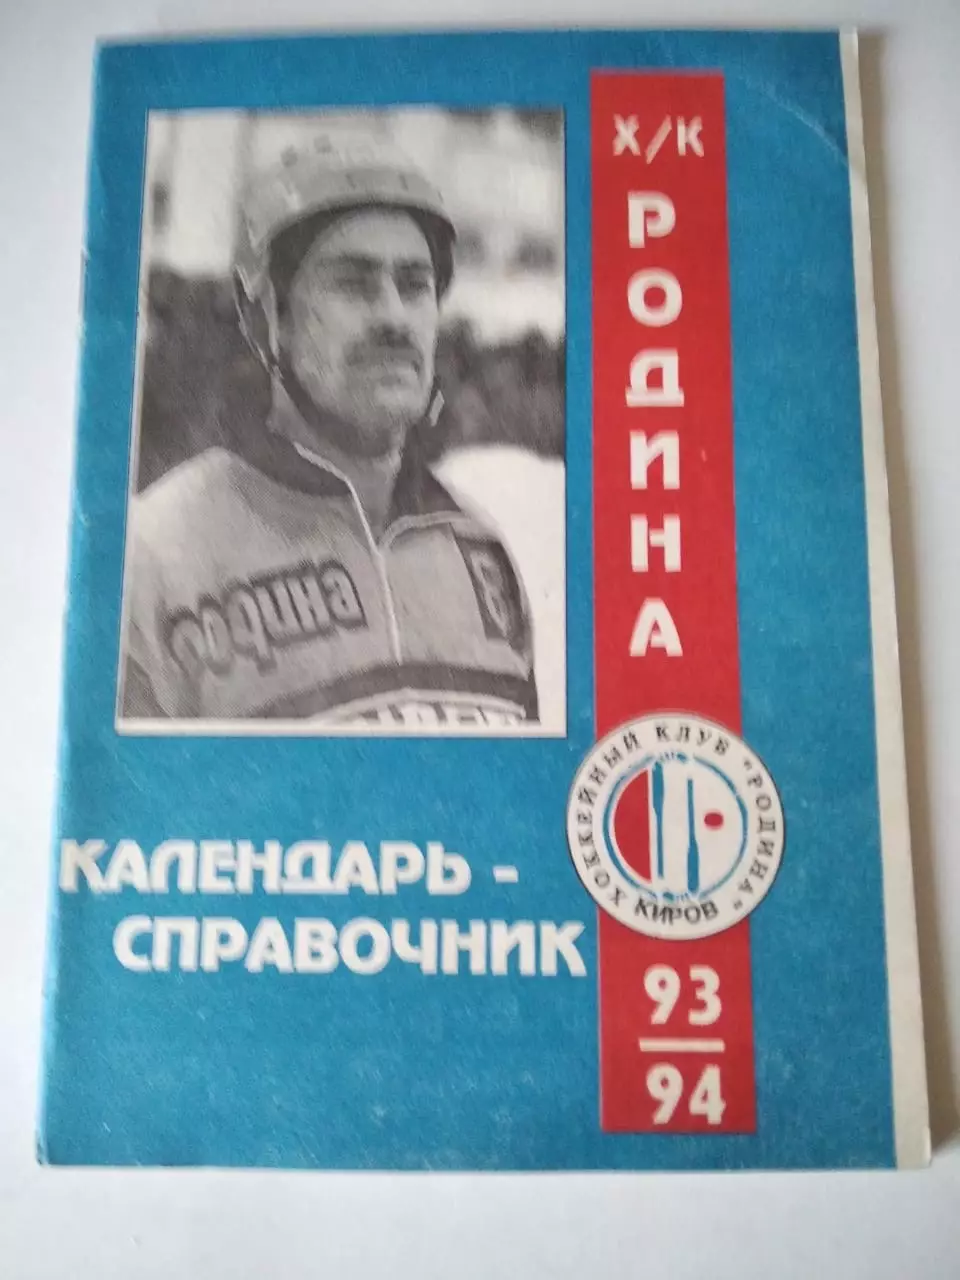 Х/К
РОДИНА
родина
КАЛЕНДАРЬ -
СПРАВОЧНИК
ХОККЕЙНЫЙ КЛУБ "РОДИНА"
КИРОВ
93
94